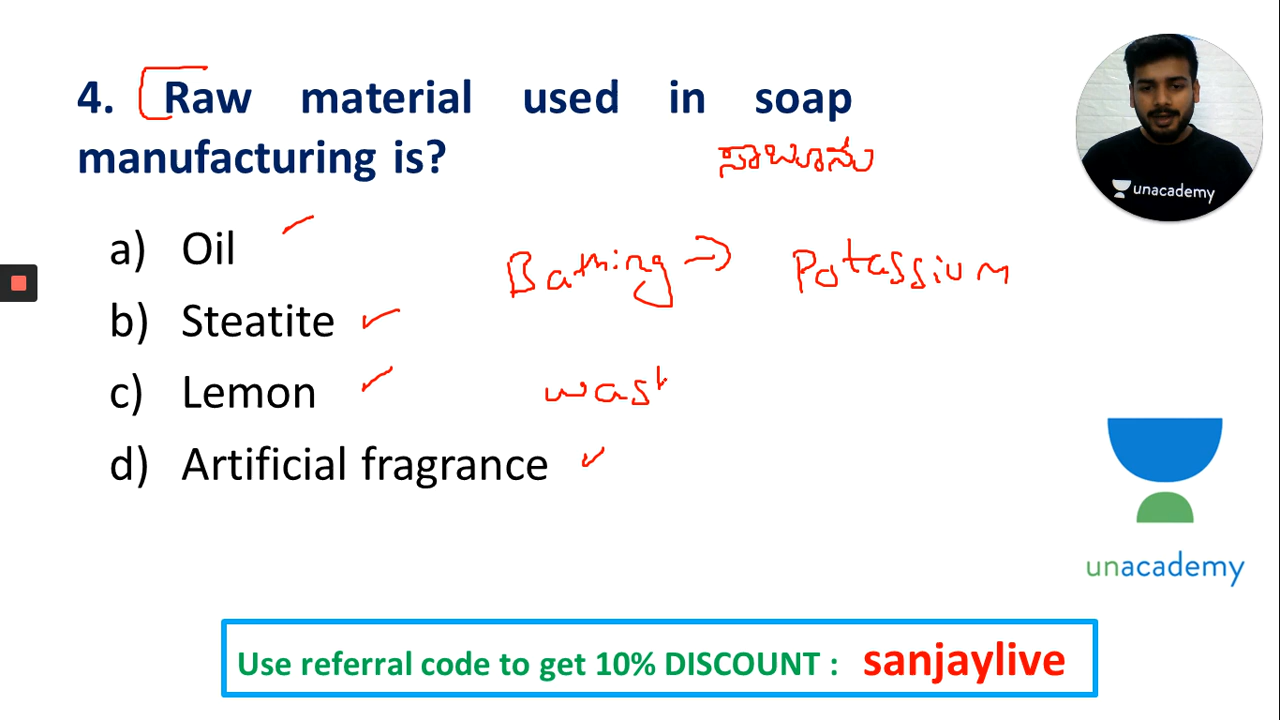 4. Raw material used in soap
manufacturing is?
ಸಾಬೂನು
a) Oil
Bathing → Potassium
b) Steatite
c) Lemon
wash
d) Artificial fragrance
unacademy
unacademy
Use referral code to get 10% DISCOUNT : sanjaylive